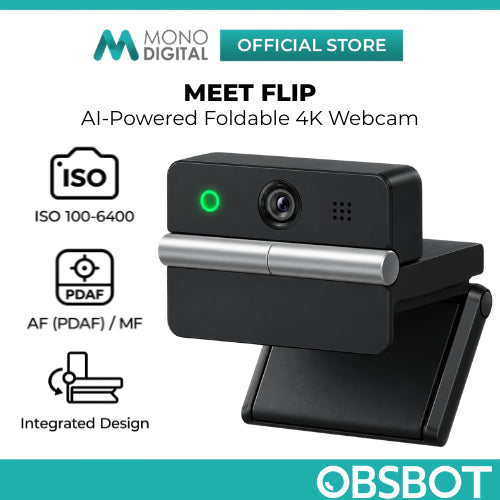 MONO
DIGITAL
OFFICIAL STORE
MEET FLIP
AI-Powered Foldable 4K Webcam
ISO
ISO 100-6400
PDAF
AF (PDAF) / MF
Integrated Design
OBSBOT